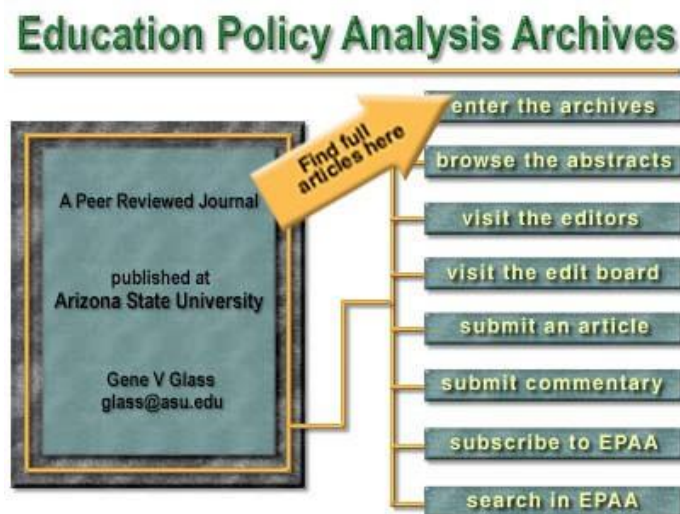 Education Policy Analysis Archives
Find full
articles here
A Peer Reviewed Journal
published at
Arizona State University
Gene V Glass
glass@asu.edu
enter the archives
browse the abstracts
visit the editors
visit the edit board
submit an article
submit commentary
subscribe to EPAA
search in EPAA